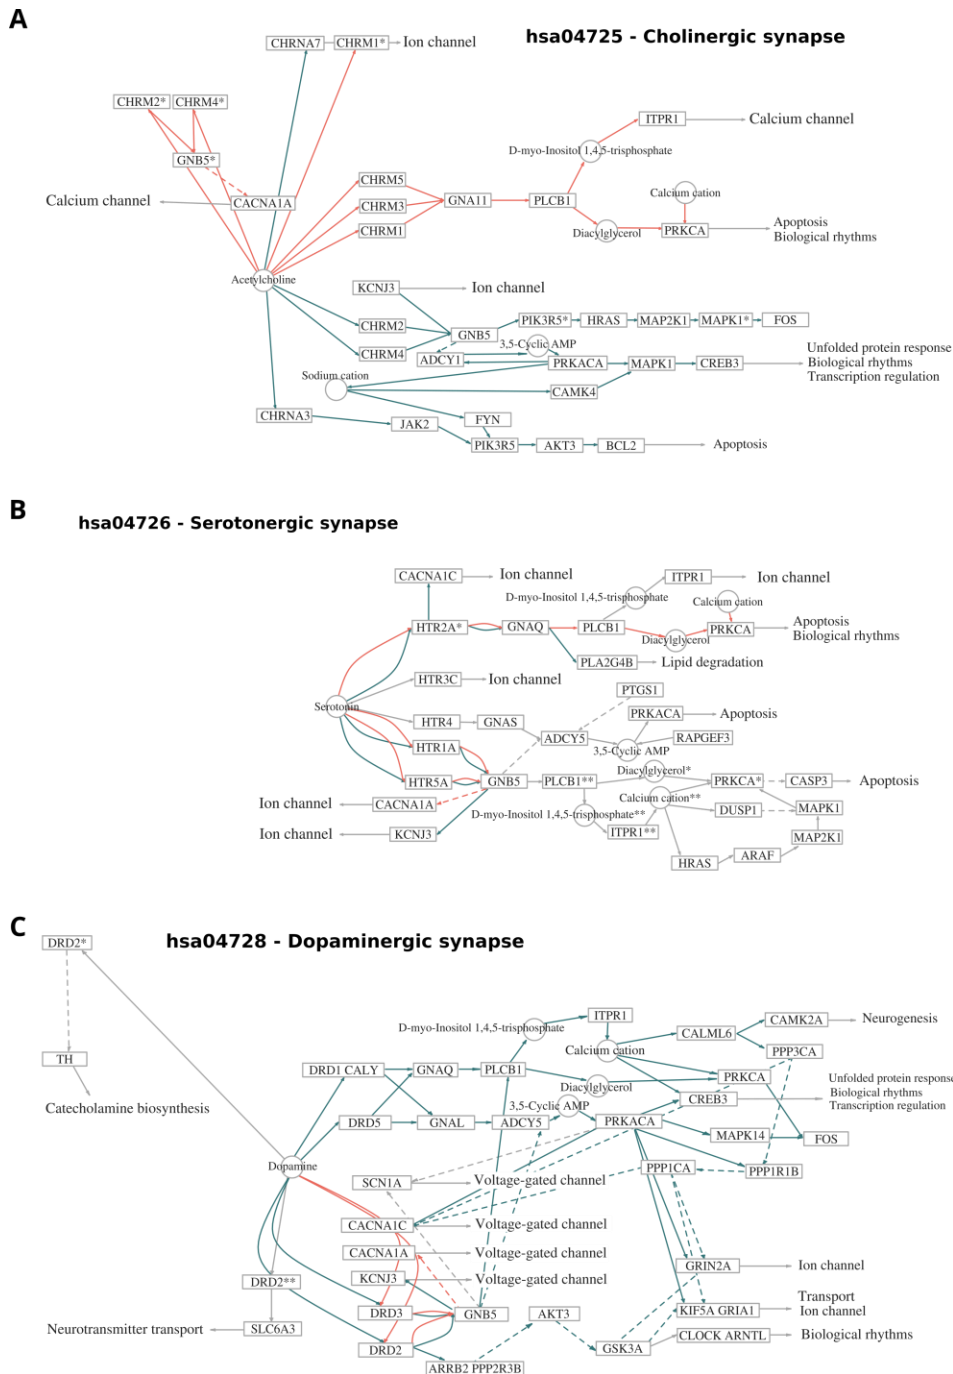 A
hsa04725 - Cholinergic synapse
CHRNA7
CHRM1*
Ion channel
CHRM2*
CHRM4*
GNB5*
Calcium channel
CACNA1A
ITPR1
Calcium channel
D-myo-Inositol 1,4,5-trisphosphate
CHRM5
CHRM3
CHRM1
GNA11
PLCB1
Calcium cation
Diacylglycerol
PRKCA
Apoptosis
Biological rhythms
Acetylcholine
KCNJ3
Ion channel
CHRM2
CHRM4
GNB5
PIK3R5*
HRAS
MAP2K1
MAPK1*
FOS
3,5-Cyclic AMP
ADCY1
PRKACA
MAPK1
CREB3
Unfolded protein response
Biological rhythms
Transcription regulation
Sodium cation
CAMK4
CHRNA3
JAK2
FYN
PIK3R5
AKT3
BCL2
Apoptosis
B
hsa04726 - Serotonergic synapse
CACNA1C
Ion channel
ITPR1
Ion channel
D-myo-Inositol 1,4,5-trisphosphate
Calcium cation
HTR2A*
GNAQ
PLCB1
Diacylglycerol
PRKCA
Apoptosis
Biological rhythms
PLA2G4B
Lipid degradation
HTR3C
Ion channel
Serotonin
PTGS1
HTR4
GNAS
ADCY5
PRKACA
Apoptosis
RAPGEF3
3,5-Cyclic AMP
HTR1A
HTR5A
GNB5
PLCB1**
Diacylglycerol*
PRKCA*
CASP3
Apoptosis
Ion channel
CACNA1A
Calcium cation**
D-myo-Inositol 1,4,5-trisphosphate**
DUSP1
MAPK1
Ion channel
KCNJ3
ITPR1**
HRAS
ARAF
MAP2K1
C
hsa04728 - Dopaminergic synapse
DRD2*
TH
Catecholamine biosynthesis
D-myo-Inositol 1,4,5-trisphosphate
ITPR1
Calcium cation
CALML6
CAMK2A
Neurogenesis
PPP3CA
DRD1 CALY
GNAQ
PLCB1
Diacylglycerol
PRKCA
CREB3
Unfolded protein response
Biological rhythms
Transcription regulation
3,5-Cyclic AMP
DRD5
GNAL
ADCY5
PRKACA
MAPK14
FOS
Dopamine
SCN1A
Voltage-gated channel
PPP1CA
PPP1R1B
CACNA1C
Voltage-gated channel
CACNA1A
Voltage-gated channel
GRIN2A
Ion channel
DRD2**
KCNJ3
Voltage-gated channel
DRD3
GNB5
AKT3
KIF5A GRIA1
Transport
Ion channel
Neurotransmitter transport
SLC6A3
DRD2
ARRB2 PPP2R3B
GSK3A
CLOCK ARNTL
Biological rhythms